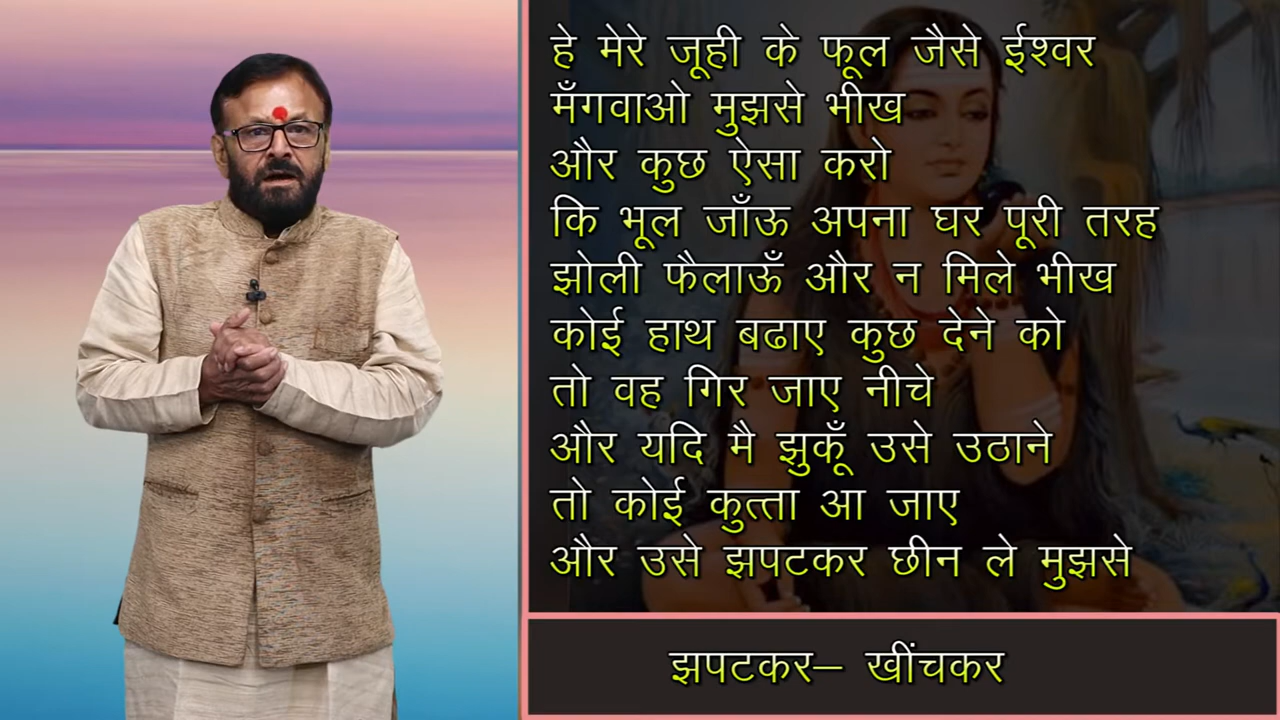 हे मेरे जूही के फूल जैसे ईश्वर
मँगवाओ मुझसे भीख
और कुछ ऐसा करो
कि भूल जाँऊ अपना घर पूरी तरह
झोली फैलाऊँ और न मिले भीख
कोई हाथ बढाए कुछ देने को
तो वह गिर जाए नीचे
और यदि मै झुकूँ उसे उठाने
तो कोई कुत्ता आ जाए
और उसे झपटकर छीन ले मुझसे
झपटकर– खींचकर